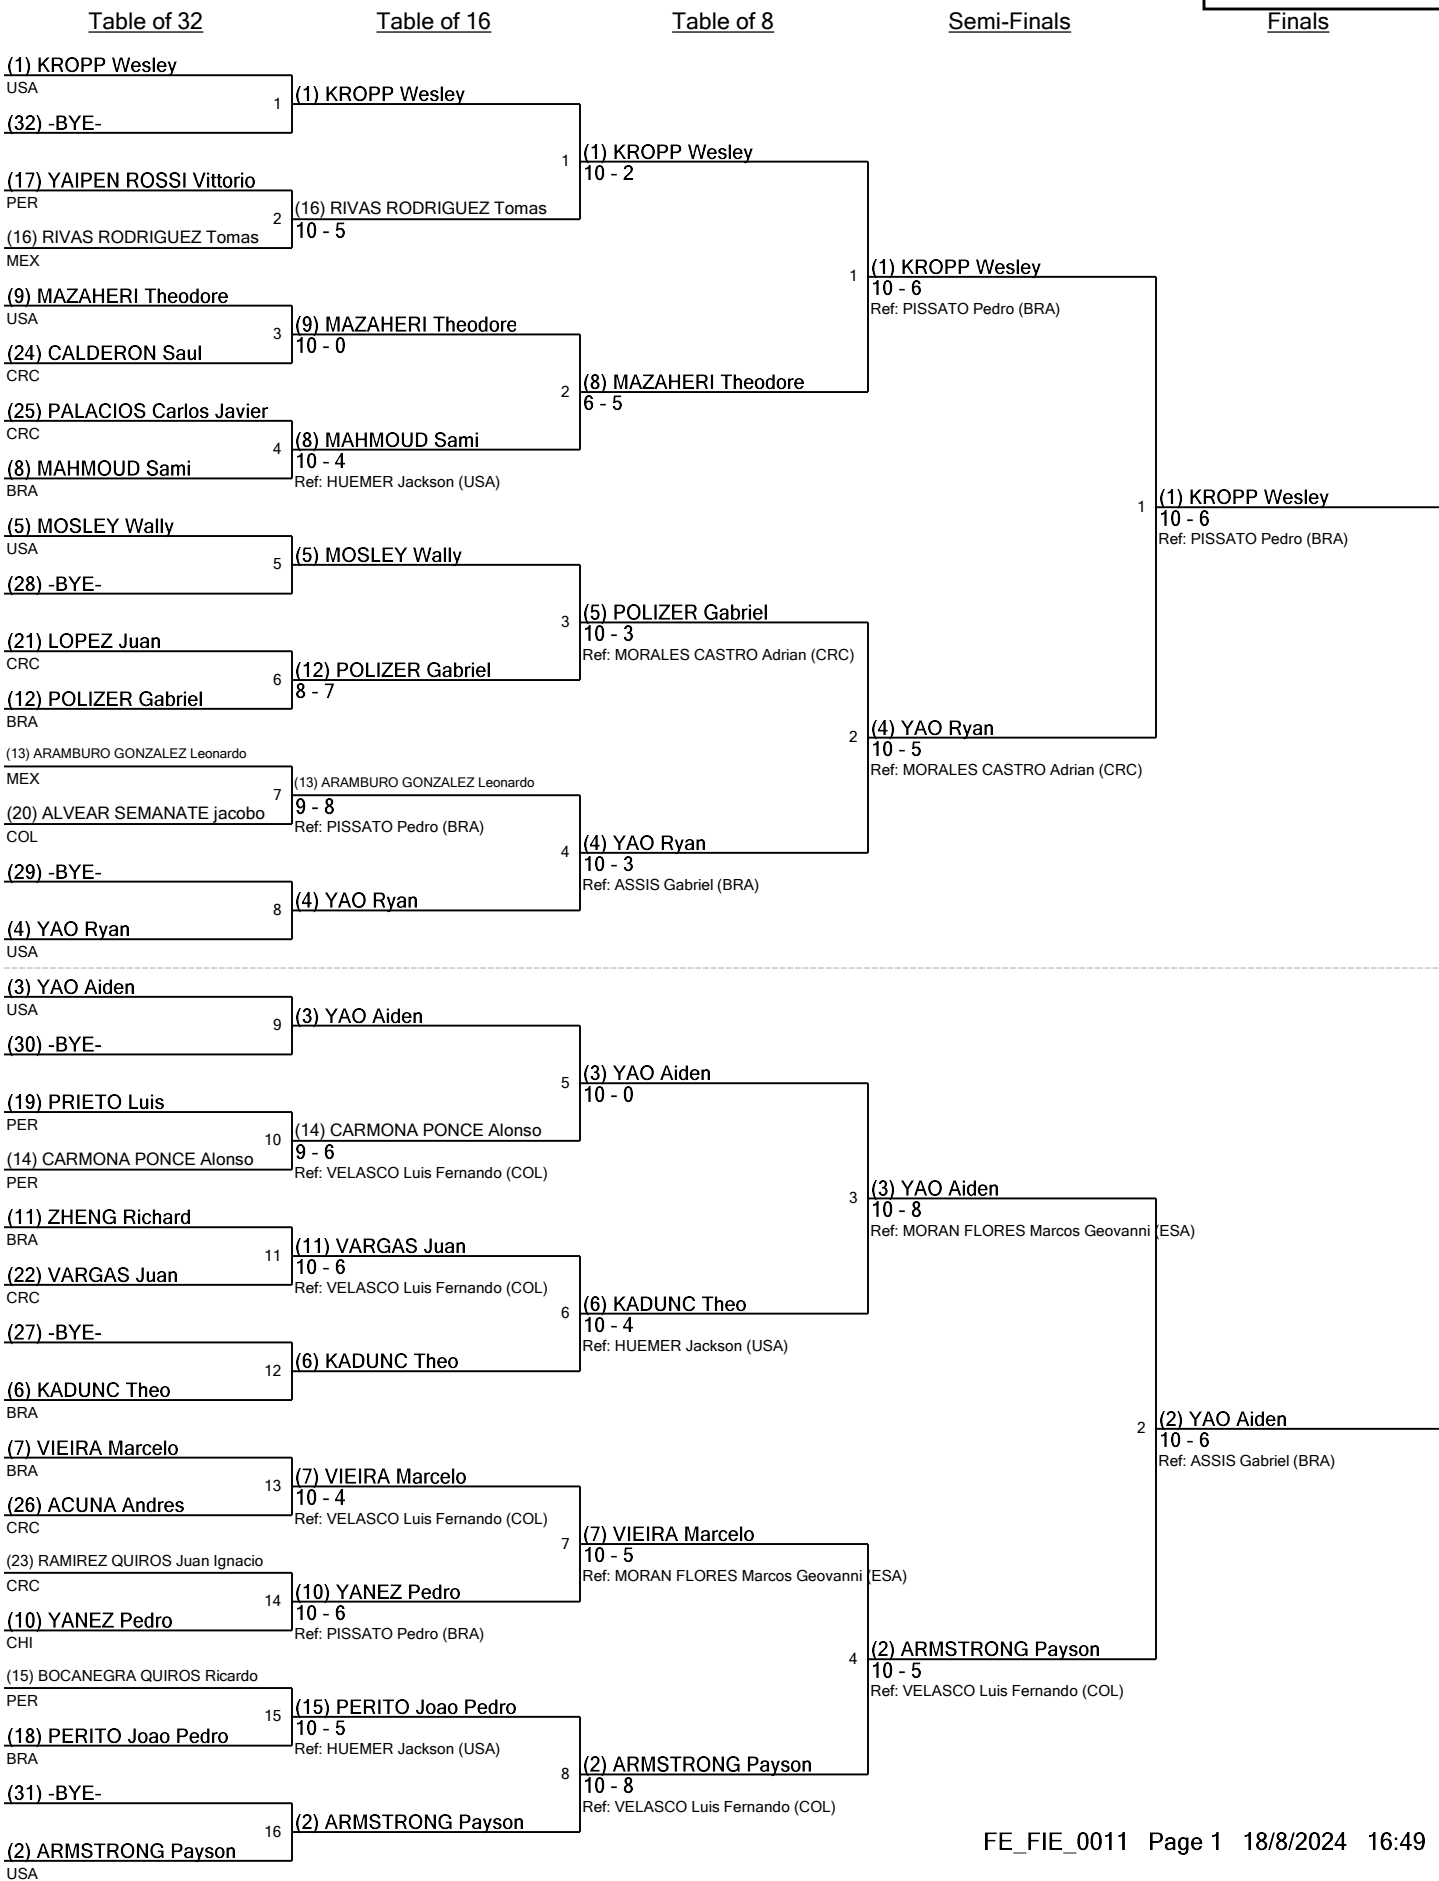 Table of 32 Table of 16 Table of 8 Semi-Finals Finals
(1) KROPP Wesley
USA
1
(32) -BYE-
(1) KROPP Wesley
(17) YAIPEN ROSSI Vittorio
PER
2
(16) RIVAS RODRIGUEZ Tomas
MEX
(16) RIVAS RODRIGUEZ Tomas
10 - 5
1
(1) KROPP Wesley
10 - 2
(9) MAZAHERI Theodore
USA
3
(24) CALDERON Saul
CRC
(9) MAZAHERI Theodore
10 - 0
(25) PALACIOS Carlos Javier
CRC
4
(8) MAHMOUD Sami
BRA
(8) MAHMOUD Sami
10 - 4
Ref: HUEMER Jackson (USA)
2
(8) MAZAHERI Theodore
6 - 5
1
(1) KROPP Wesley
10 - 6
Ref: PISSATO Pedro (BRA)
(5) MOSLEY Wally
USA
5
(28) -BYE-
(5) MOSLEY Wally
(21) LOPEZ Juan
CRC
6
(12) POLIZER Gabriel
BRA
(12) POLIZER Gabriel
8 - 7
3
(5) POLIZER Gabriel
10 - 3
Ref: MORALES CASTRO Adrian (CRC)
(13) ARAMBURO GONZALEZ Leonardo
MEX
7
(20) ALVEAR SEMANATE jacobo
COL
(13) ARAMBURO GONZALEZ Leonardo
9 - 8
Ref: PISSATO Pedro (BRA)
(29) -BYE-
8
(4) YAO Ryan
USA
(4) YAO Ryan
4
(4) YAO Ryan
10 - 3
Ref: ASSIS Gabriel (BRA)
2
(4) YAO Ryan
10 - 5
Ref: MORALES CASTRO Adrian (CRC)
1
(1) KROPP Wesley
10 - 6
Ref: PISSATO Pedro (BRA)
(3) YAO Aiden
USA
9
(30) -BYE-
(3) YAO Aiden
(19) PRIETO Luis
PER
10
(14) CARMONA PONCE Alonso
PER
(14) CARMONA PONCE Alonso
9 - 6
Ref: VELASCO Luis Fernando (COL)
5
(3) YAO Aiden
10 - 0
(11) ZHENG Richard
BRA
11
(22) VARGAS Juan
CRC
(11) VARGAS Juan
10 - 6
Ref: VELASCO Luis Fernando (COL)
(27) -BYE-
12
(6) KADUNC Theo
BRA
(6) KADUNC Theo
6
(6) KADUNC Theo
10 - 4
Ref: HUEMER Jackson (USA)
3
(3) YAO Aiden
10 - 8
Ref: MORAN FLORES Marcos Geovanni (ESA)
(7) VIEIRA Marcelo
BRA
13
(26) ACUNA Andres
CRC
(7) VIEIRA Marcelo
10 - 4
Ref: VELASCO Luis Fernando (COL)
(23) RAMIREZ QUIROS Juan Ignacio
CRC
14
(10) YANEZ Pedro
CHI
(10) YANEZ Pedro
10 - 6
Ref: PISSATO Pedro (BRA)
7
(7) VIEIRA Marcelo
10 - 5
Ref: MORAN FLORES Marcos Geovanni (ESA)
(15) BOCANEGRA QUIROS Ricardo
PER
15
(18) PERITO Joao Pedro
BRA
(15) PERITO Joao Pedro
10 - 5
Ref: HUEMER Jackson (USA)
(31) -BYE-
16
(2) ARMSTRONG Payson
USA
(2) ARMSTRONG Payson
8
(2) ARMSTRONG Payson
10 - 8
Ref: VELASCO Luis Fernando (COL)
4
(2) ARMSTRONG Payson
10 - 5
Ref: VELASCO Luis Fernando (COL)
2
(2) YAO Aiden
10 - 6
Ref: ASSIS Gabriel (BRA)
FE_FIE_0011 Page 1 18/8/2024 16:49